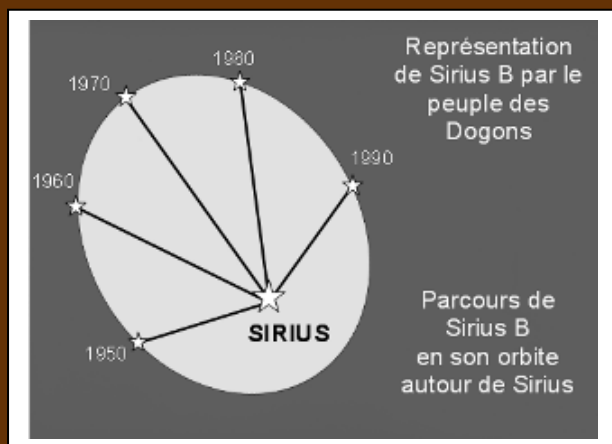 Représentation
de Sirius B par le
peuple des
Dogons
1980
1970
1990
1960
SIRIUS
1950
Parcours de
Sirius B
en son orbite
autour de Sirius